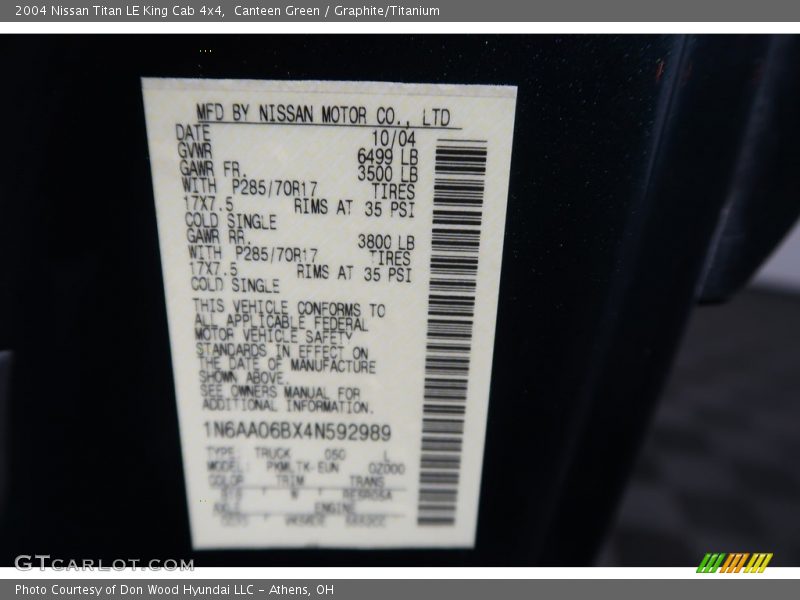 2004 Nissan Titan LE King Cab 4x4,  Canteen Green / Graphite/Titanium
MFD BY NISSAN MOTOR CO., LTD
DATE 10/04
GVWR 6499 LB
GAWR FR. 3500 LB
WITH P285/70R17 TIRES
17X7.5 RIMS AT 35 PSI
COLD SINGLE
GAWR RR. 3800 LB
WITH P285/70R17 TIRES
17X7.5 RIMS AT 35 PSI
COLD SINGLE
THIS VEHICLE CONFORMS TO
ALL APPLICABLE FEDERAL
MOTOR VEHICLE SAFETY
STANDARDS IN EFFECT ON
THE DATE OF MANUFACTURE
SHOWN ABOVE.
SEE OWNERS MANUAL FOR
ADDITIONAL INFORMATION.
1N6AA06BX4N592989
TYPE: TRUCK 050 L
MODEL: PKMLTK-EUN 0Z000
COLOR TRIM TRANS
AXLE ENGINE
GTCARLOT.COM
Photo Courtesy of Don Wood Hyundai LLC - Athens, OH